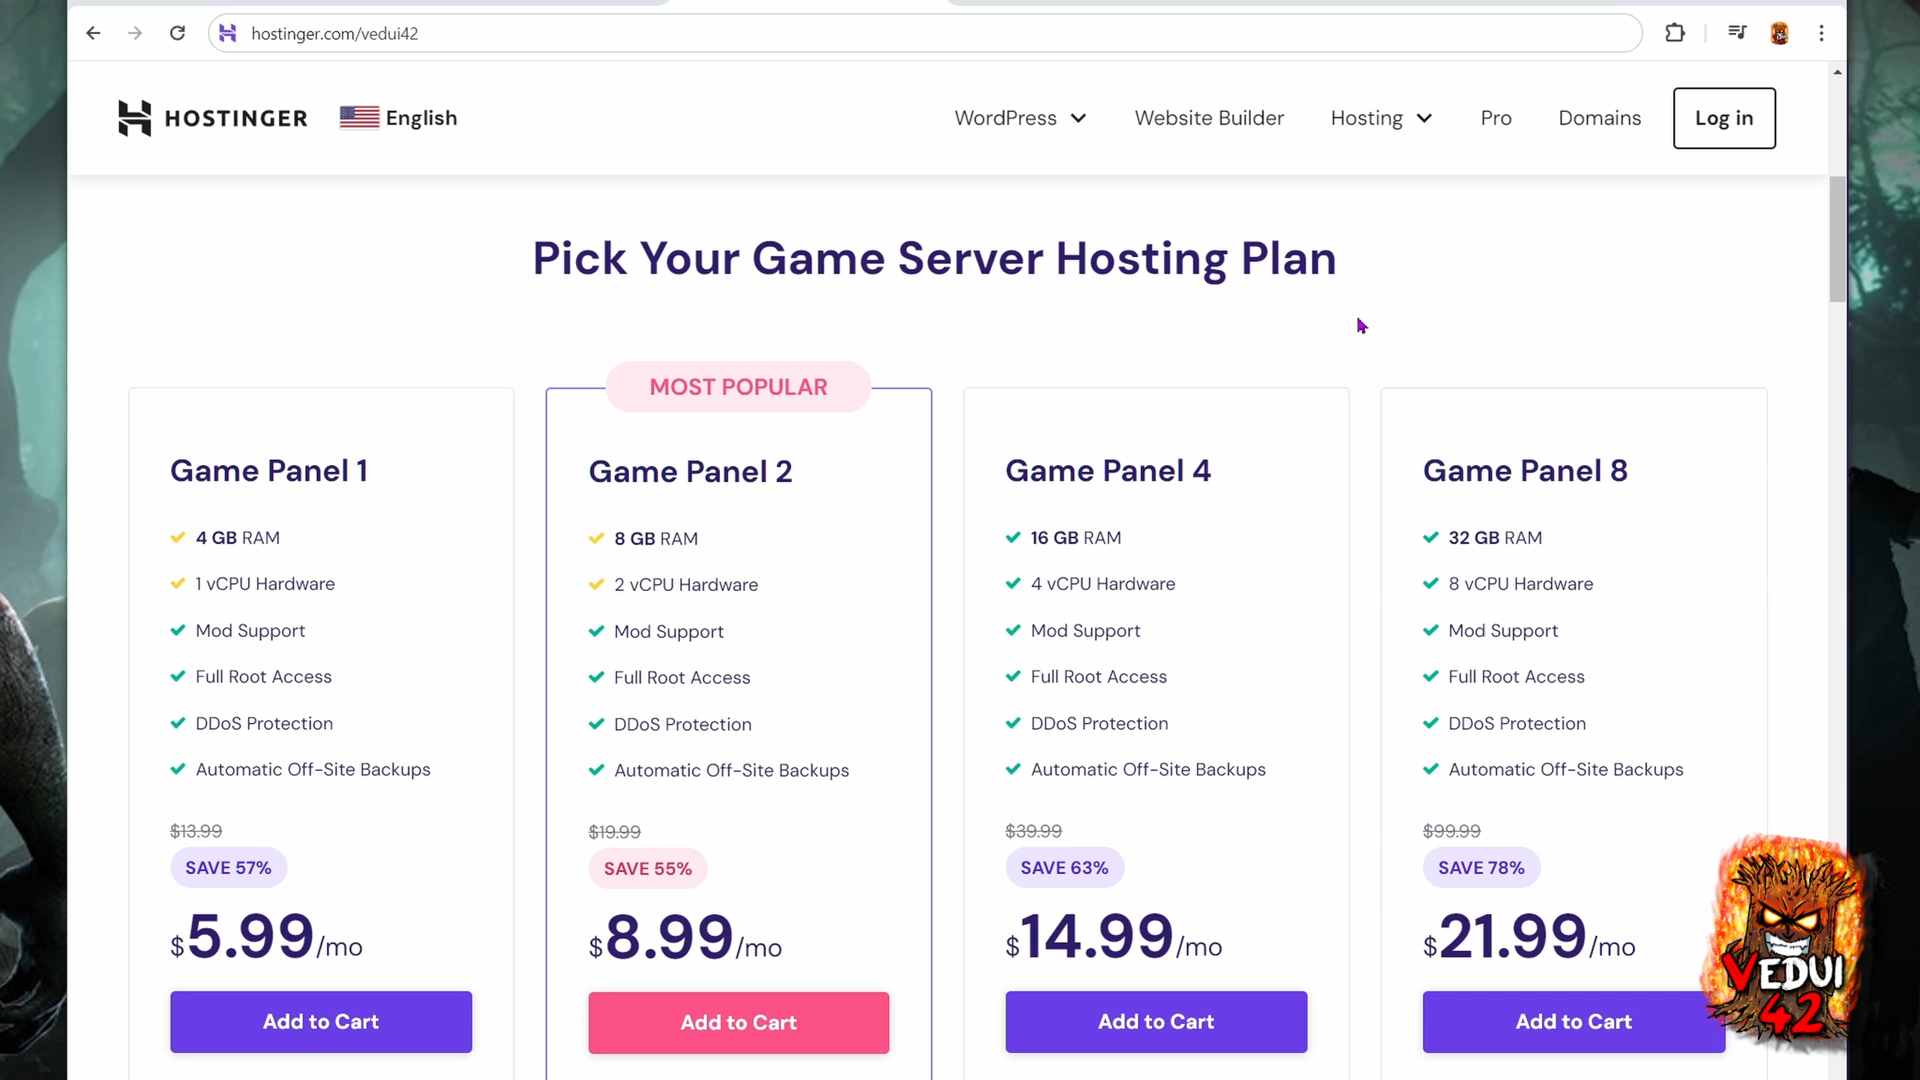 hostinger.com/vedui42
HOSTINGER
English
WordPress
Website Builder
Hosting
Pro
Domains
Log in
Pick Your Game Server Hosting Plan
Game Panel 1
4 GB RAM
1 vCPU Hardware
Mod Support
Full Root Access
DDoS Protection
Automatic Off-Site Backups
$13.99
SAVE 57%
$5.99/mo
Add to Cart
MOST POPULAR
Game Panel 2
8 GB RAM
2 vCPU Hardware
Mod Support
Full Root Access
DDoS Protection
Automatic Off-Site Backups
$19.99
SAVE 55%
$8.99/mo
Add to Cart
Game Panel 4
16 GB RAM
4 vCPU Hardware
Mod Support
Full Root Access
DDoS Protection
Automatic Off-Site Backups
$39.99
SAVE 63%
$14.99/mo
Add to Cart
Game Panel 8
32 GB RAM
8 vCPU Hardware
Mod Support
Full Root Access
DDoS Protection
Automatic Off-Site Backups
$99.99
SAVE 78%
$21.99/mo
Add to Cart
VEDUI
42